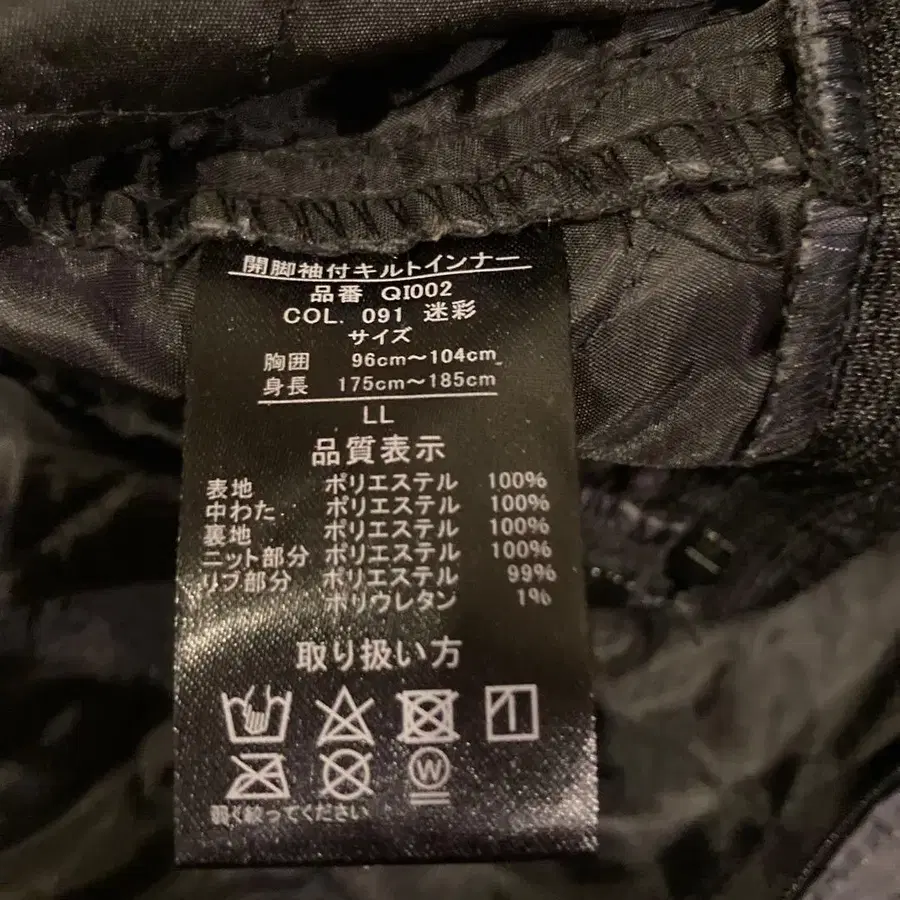 開脚袖付キルトインナー
品番 QI002
COL. 091 迷彩
サイズ
胸囲 96cm～104cm
身長 175cm～185cm
LL
品質表示
表地 ポリエステル 100%
中わた ポリエステル 100%
裏地 ポリエステル 100%
ニット部分 ポリエステル 100%
リブ部分 ポリエステル 99%
ポリウレタン 1%
取り扱い方
W
弱く絞ってください